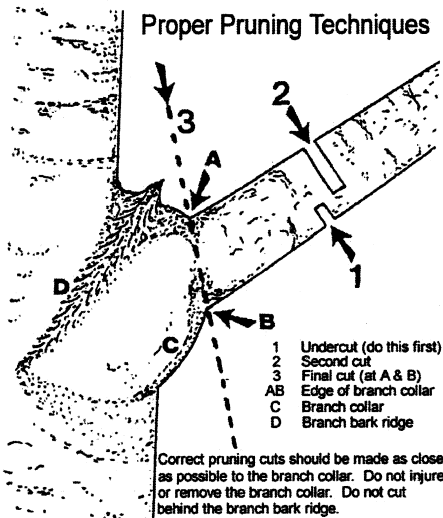 Proper Pruning Techniques
3
2
A
D
1
B
C
1 Undercut (do this first)
2 Second cut
3 Final cut (at A & B)
AB Edge of branch collar
C Branch collar
D Branch bark ridge
Correct pruning cuts should be made as close
as possible to the branch collar. Do not injure
or remove the branch collar. Do not cut
behind the branch bark ridge.